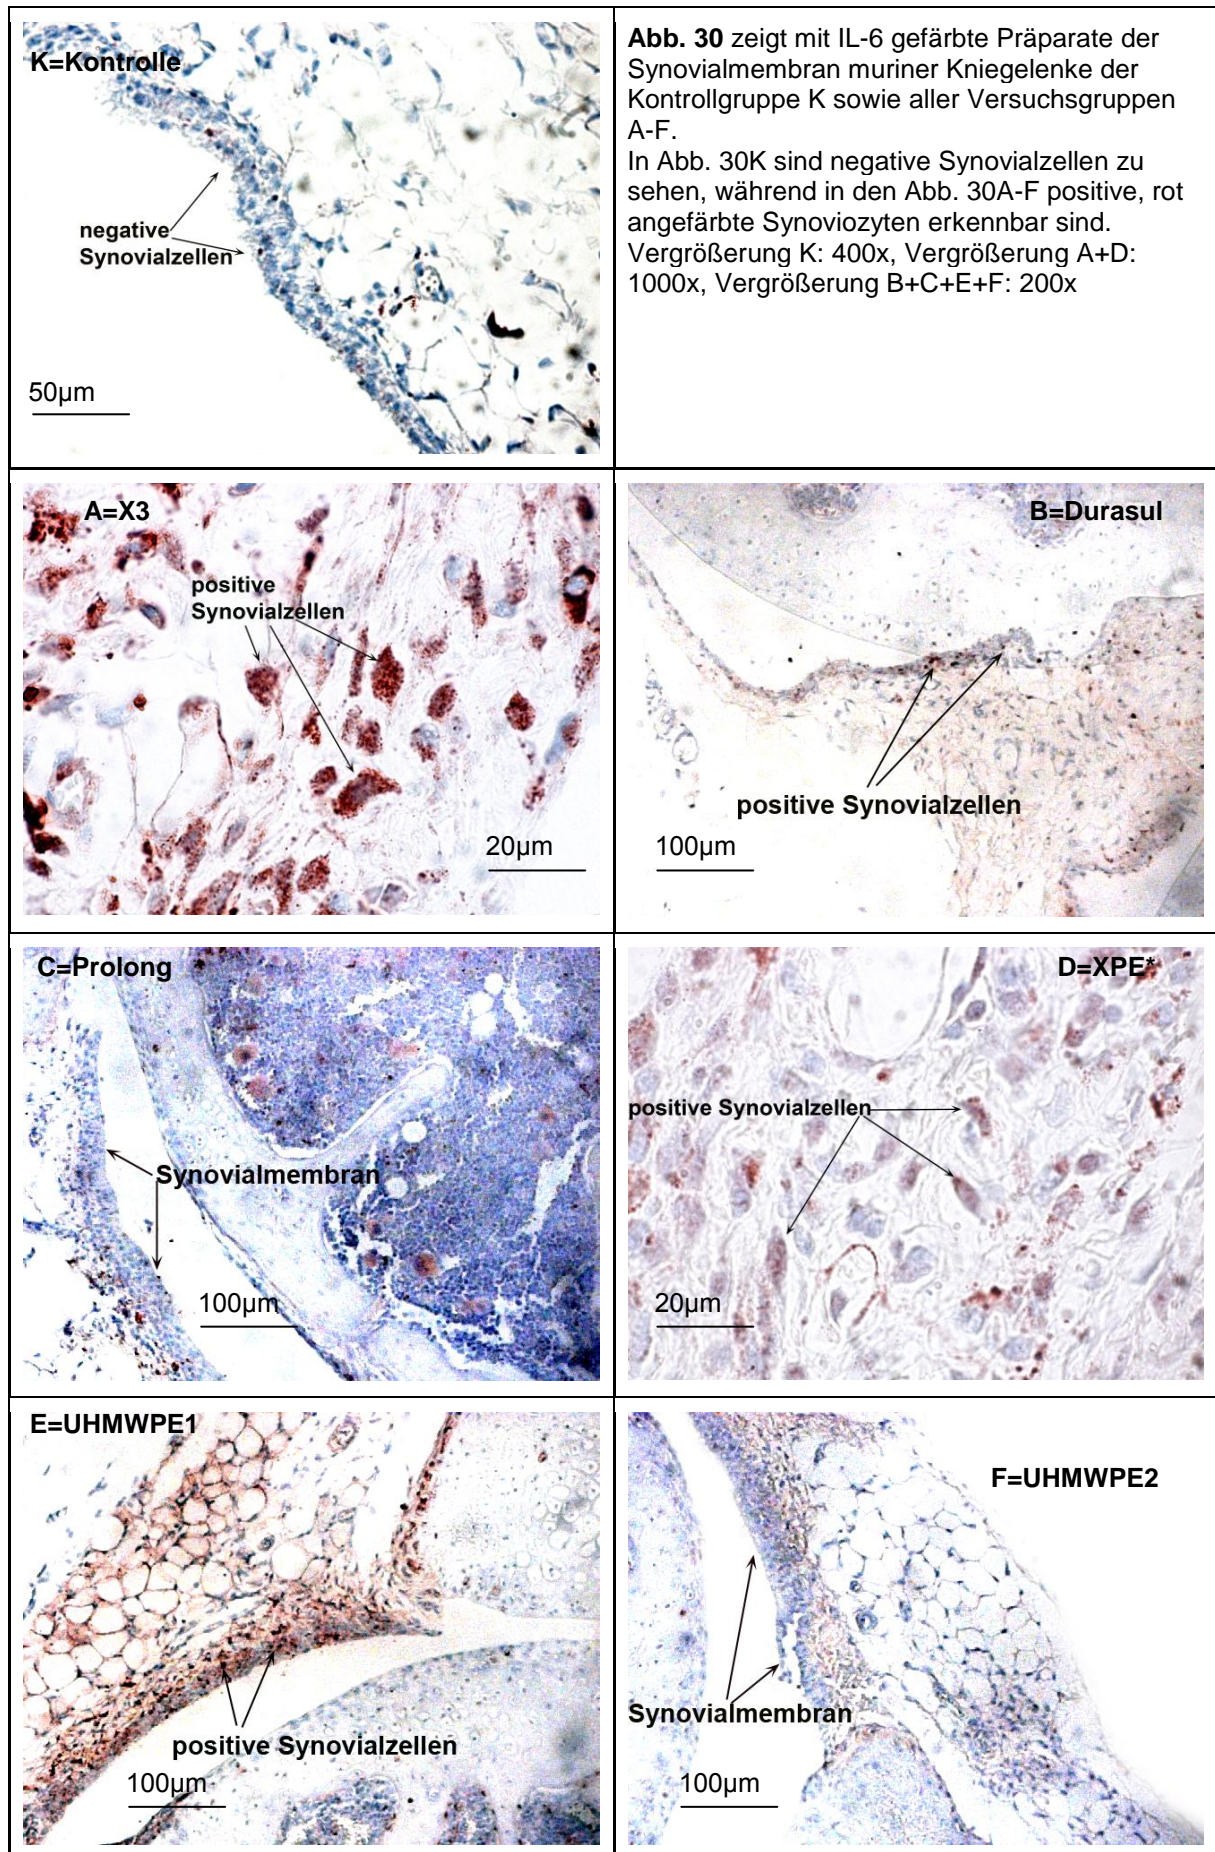 K=Kontrolle
negative
Synovialzellen
50µm
Abb. 30 zeigt mit IL-6 gefärbte Präparate der
Synovialmembran muriner Kniegelenke der
Kontrollgruppe K sowie aller Versuchsgruppen
A-F.
In Abb. 30K sind negative Synovialzellen zu
sehen, während in den Abb. 30A-F positive, rot
angefärbte Synoviozyten erkennbar sind.
Vergrößerung K: 400x, Vergrößerung A+D:
1000x, Vergrößerung B+C+E+F: 200x
A=X3
positive
Synovialzellen
20µm
B=Durasul
positive Synovialzellen
100µm
C=Prolong
Synovialmembran
100µm
D=XPE*
positive Synovialzellen
20µm
E=UHMWPE1
positive Synovialzellen
100µm
F=UHMWPE2
Synovialmembran
100µm